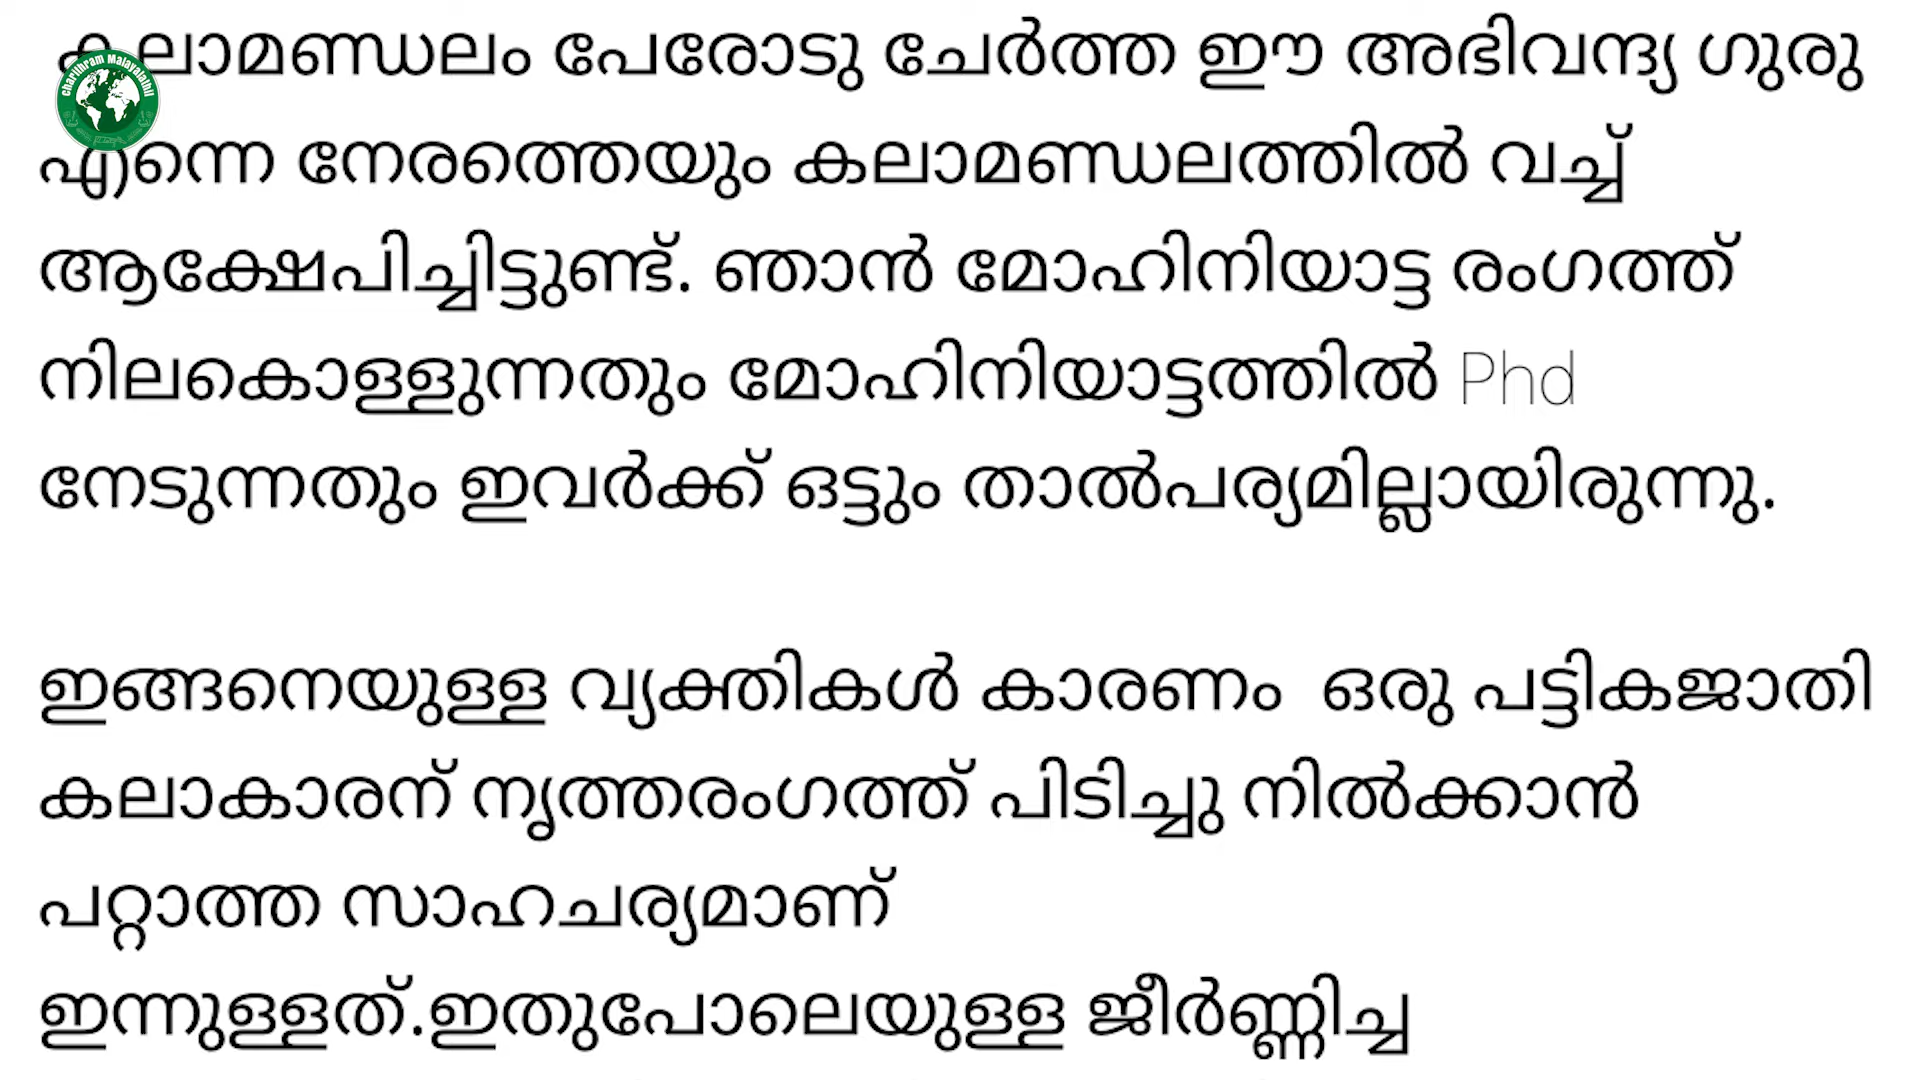 കലാമണ്ഡലം പേരോടു ചേർത്ത ഈ അഭിവന്ദ്യ ഗുരു
Charithram Malayalathil
എന്നെ നേരത്തെയും കലാമണ്ഡലത്തിൽ വച്ച്
ആക്ഷേപിച്ചിട്ടുണ്ട്. ഞാൻ മോഹിനിയാട്ട രംഗത്ത്
നിലകൊള്ളുന്നതും മോഹിനിയാട്ടത്തിൽ Phd
നേടുന്നതും ഇവർക്ക് ഒട്ടും താൽപര്യമില്ലായിരുന്നു.
ഇങ്ങനെയുള്ള വ്യക്തികൾ കാരണം ഒരു പട്ടികജാതി
കലാകാരന് നൃത്തരംഗത്ത് പിടിച്ചു നിൽക്കാൻ
പറ്റാത്ത സാഹചര്യമാണ്
ഇന്നുള്ളത്.ഇതുപോലെയുള്ള ജീർണ്ണിച്ച